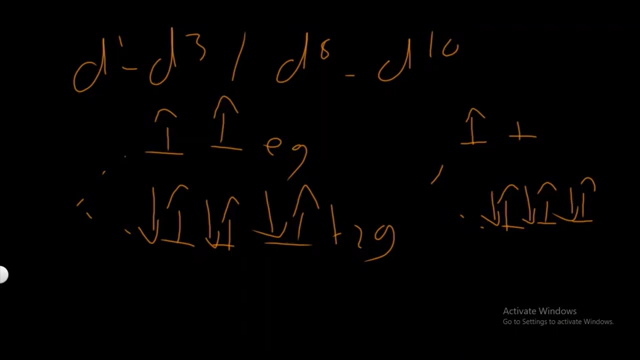 d¹ - d³ / d⁸ - d¹⁰
eg
t2g
Activate Windows
Go to Settings to activate Windows.